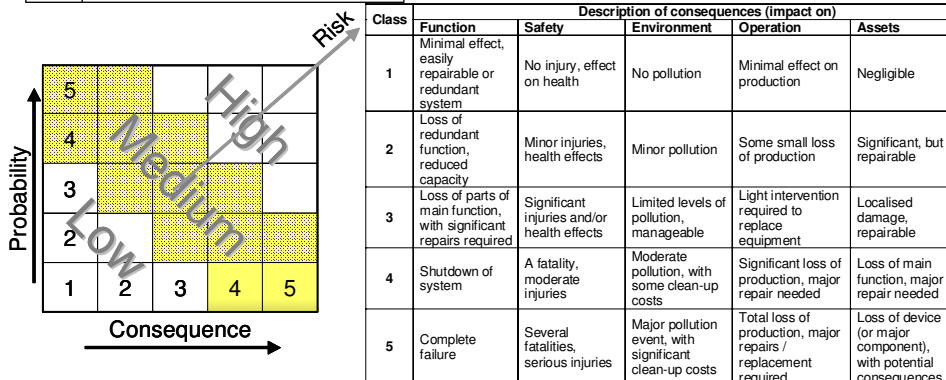 Risk
High
Medium
Low
5
4
3
2
1 2 3 4 5
Probability
Consequence
Class
Description of consequences (impact on)
Function Safety Environment Operation Assets
1
Minimal effect,
easily
repairable or
redundant
system
No injury, effect
on health
No pollution
Minimal effect on
production
Negligible
2
Loss of
redundant
function,
reduced
capacity
Minor injuries,
health effects
Minor pollution
Some small loss
of production
Significant, but
repairable
3
Loss of parts of
main function,
with significant
repairs required
Significant
injuries and/or
health effects
Limited levels of
pollution,
manageable
Light intervention
required to
replace
equipment
Localised
damage,
repairable
4
Shutdown of
system
A fatality,
moderate
injuries
Moderate
pollution, with
some clean-up
costs
Significant loss of
production, major
repair needed
Loss of main
function, major
repair needed
5
Complete
failure
Several
fatalities,
serious injuries
Major pollution
event, with
significant
clean-up costs
Total loss of
production, major
repairs /
replacement
required
Loss of device
(or major
component),
with potential
consequences